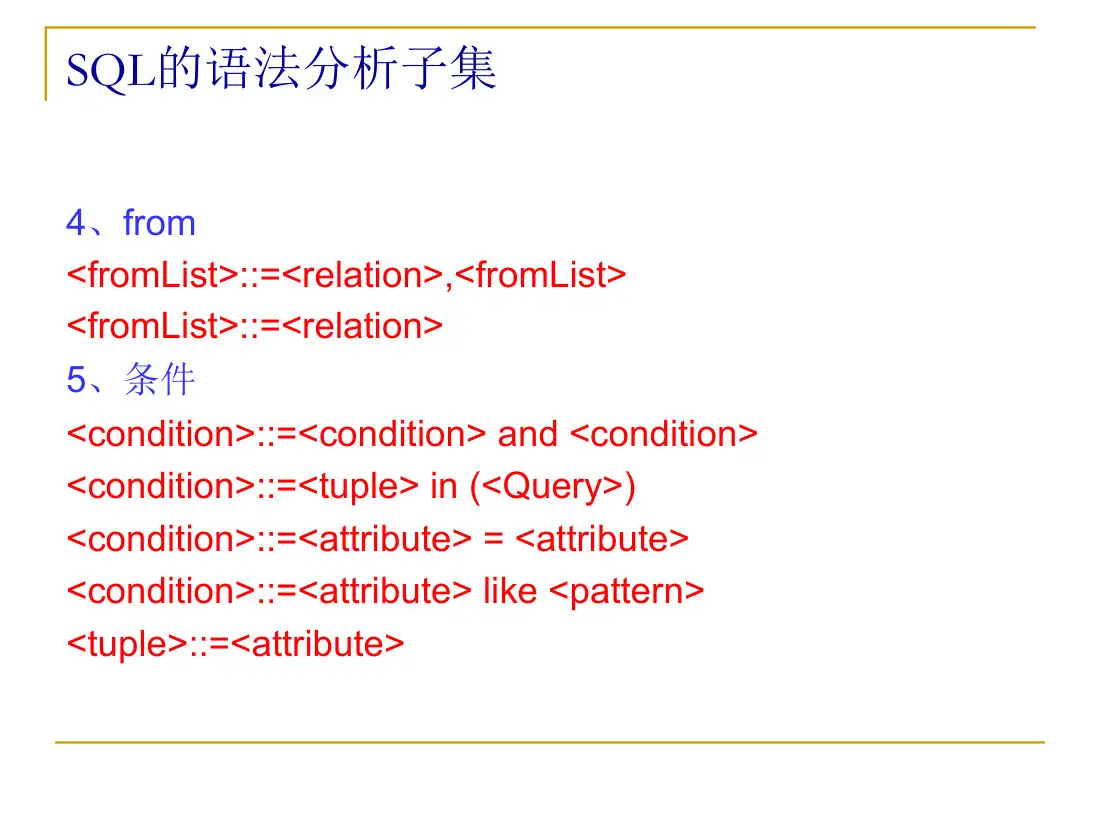 SQL的语法分析子集
4、from
<fromList>::=<relation>,<fromList>
<fromList>::=<relation>
5、条件
<condition>::=<condition> and <condition>
<condition>::=<tuple> in (<Query>)
<condition>::=<attribute> = <attribute>
<condition>::=<attribute> like <pattern>
<tuple>::=<attribute>